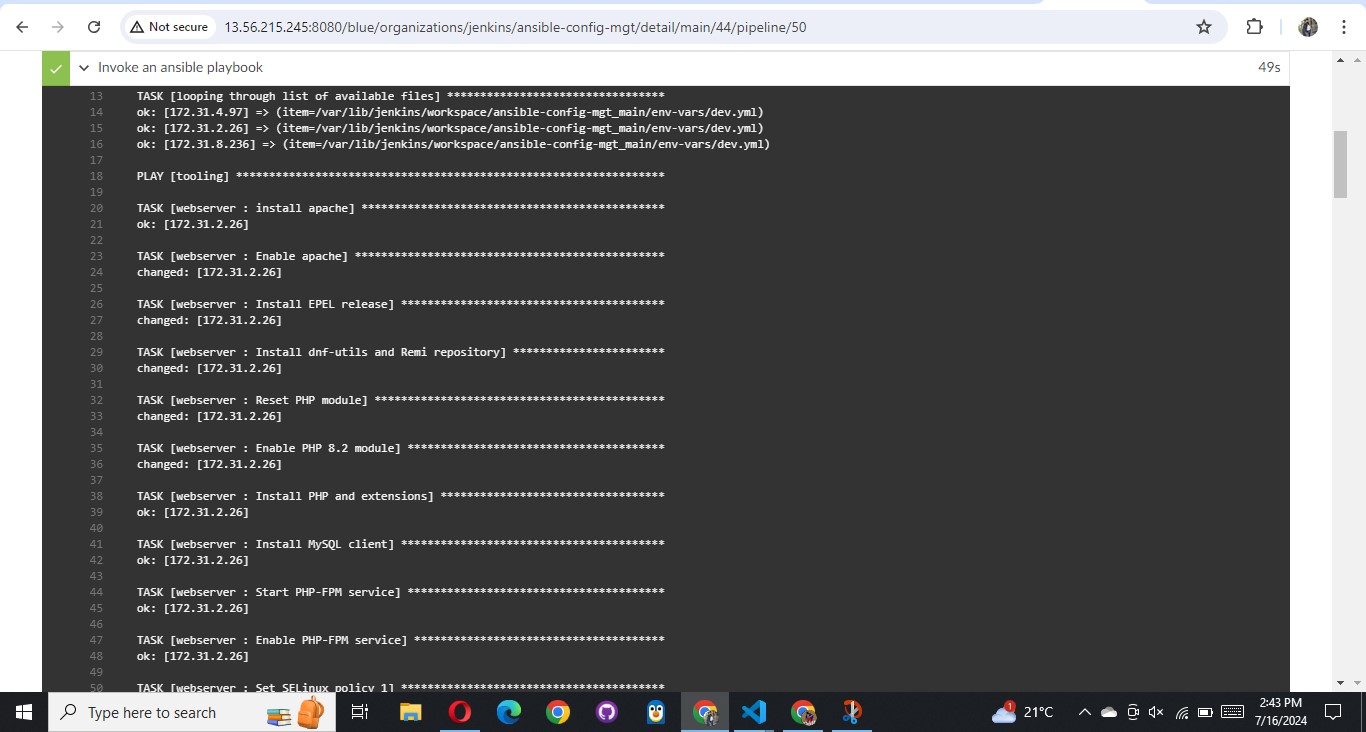 Not secure
13.56.215.245:8080/blue/organizations/jenkins/ansible-config-mgt/detail/main/44/pipeline/50
Invoke an ansible playbook 49s
13 TASK [looping through list of available files] *********************************
14 ok: [172.31.4.97] => (item=/var/lib/jenkins/workspace/ansible-config-mgt_main/env-vars/dev.yml)
15 ok: [172.31.2.26] => (item=/var/lib/jenkins/workspace/ansible-config-mgt_main/env-vars/dev.yml)
16 ok: [172.31.8.236] => (item=/var/lib/jenkins/workspace/ansible-config-mgt_main/env-vars/dev.yml)
17
18 PLAY [tooling] *****************************************************************
19
20 TASK [webserver : install apache] **********************************************
21 ok: [172.31.2.26]
22
23 TASK [webserver : Enable apache] ***********************************************
24 changed: [172.31.2.26]
25
26 TASK [webserver : Install EPEL release] ****************************************
27 changed: [172.31.2.26]
28
29 TASK [webserver : Install dnf-utils and Remi repository] ***********************
30 changed: [172.31.2.26]
31
32 TASK [webserver : Reset PHP module] ********************************************
33 changed: [172.31.2.26]
34
35 TASK [webserver : Enable PHP 8.2 module] ***************************************
36 changed: [172.31.2.26]
37
38 TASK [webserver : Install PHP and extensions] **********************************
39 ok: [172.31.2.26]
40
41 TASK [webserver : Install MySQL client] ****************************************
42 ok: [172.31.2.26]
43
44 TASK [webserver : Start PHP-FPM service] ***************************************
45 ok: [172.31.2.26]
46
47 TASK [webserver : Enable PHP-FPM service] **************************************
48 ok: [172.31.2.26]
49
50 TASK [webserver : Set SELinux policy 1] ****************************************
Type here to search
1
21°C
2:43 PM
7/16/2024